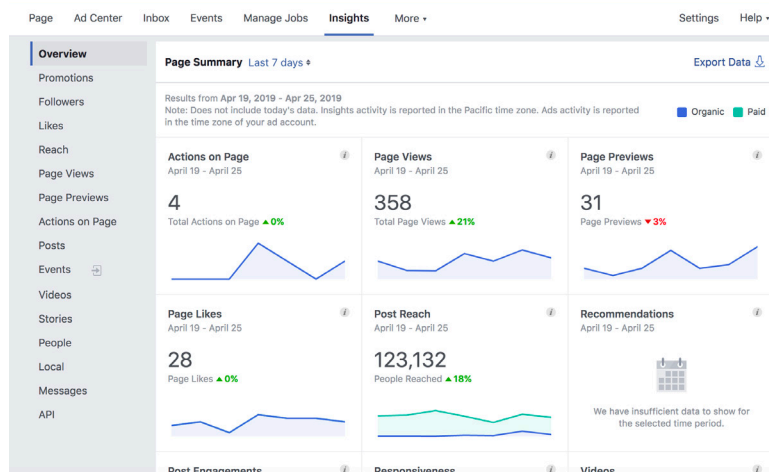 Page Ad Center Inbox Events Manage Jobs Insights More Settings Help
Overview
Promotions
Followers
Likes
Reach
Page Views
Page Previews
Actions on Page
Posts
Events
Videos
Stories
People
Local
Messages
API
Page Summary Last 7 days
Export Data
Results from Apr 19, 2019 - Apr 25, 2019
Note: Does not include today's data. Insights activity is reported in the Pacific time zone. Ads activity is reported
in the time zone of your ad account.
Organic Paid
Actions on Page
April 19 - April 25
4
Total Actions on Page ▲0%
Page Views
April 19 - April 25
358
Total Page Views ▲21%
Page Previews
April 19 - April 25
31
Page Previews ▼3%
Page Likes
April 19 - April 25
28
Page Likes ▲0%
Post Reach
April 19 - April 25
123,132
People Reached ▲18%
Recommendations
April 19 - April 25
We have insufficient data to show for
the selected time period.
Post Engagements
Responsiveness
Videos